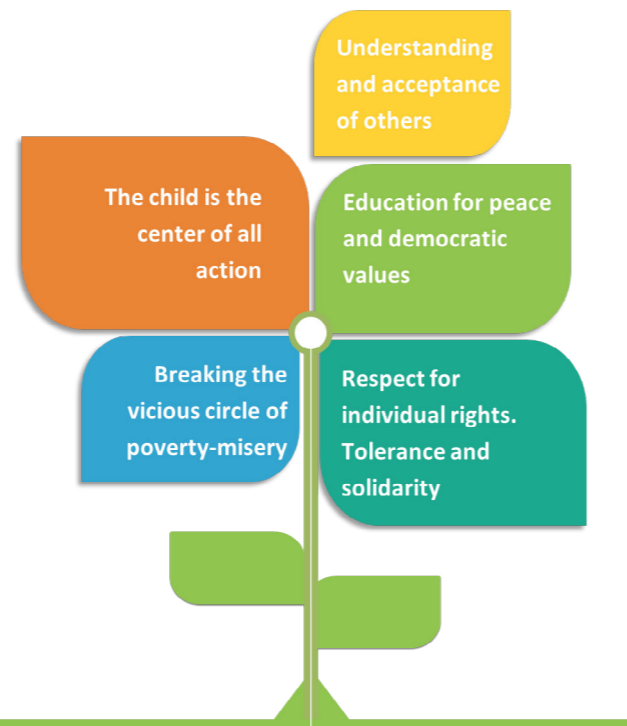 Understanding
and acceptance
of others
The child is the
center of all
action
Education for peace
and democratic
values
Breaking the
vicious circle of
poverty-misery
Respect for
individual rights.
Tolerance and
solidarity